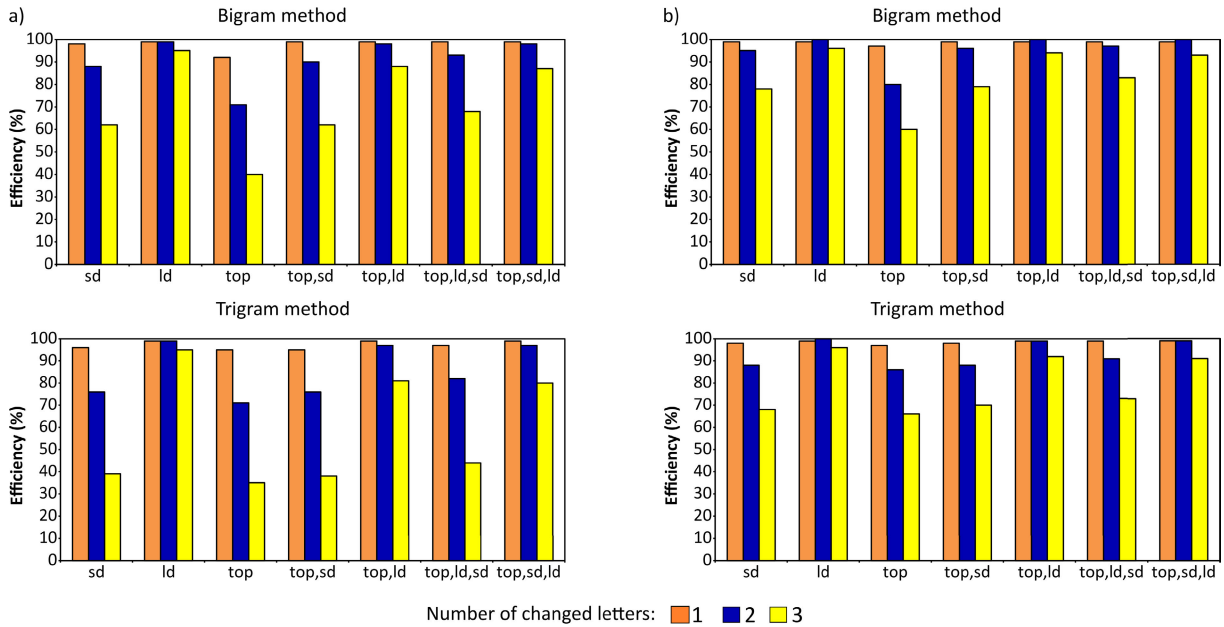 a)
Bigram method
Efficiency (%)
100
90
80
70
60
50
40
30
20
10
0
sd ld top top,sd top,ld top,ld,sd top,sd,ld
Trigram method
Efficiency (%)
100
90
80
70
60
50
40
30
20
10
0
sd ld top top,sd top,ld top,ld,sd top,sd,ld
b)
Bigram method
Efficiency (%)
100
90
80
70
60
50
40
30
20
10
0
sd ld top top,sd top,ld top,ld,sd top,sd,ld
Trigram method
Efficiency (%)
100
90
80
70
60
50
40
30
20
10
0
sd ld top top,sd top,ld top,ld,sd top,sd,ld
Number of changed letters: 1 2 3